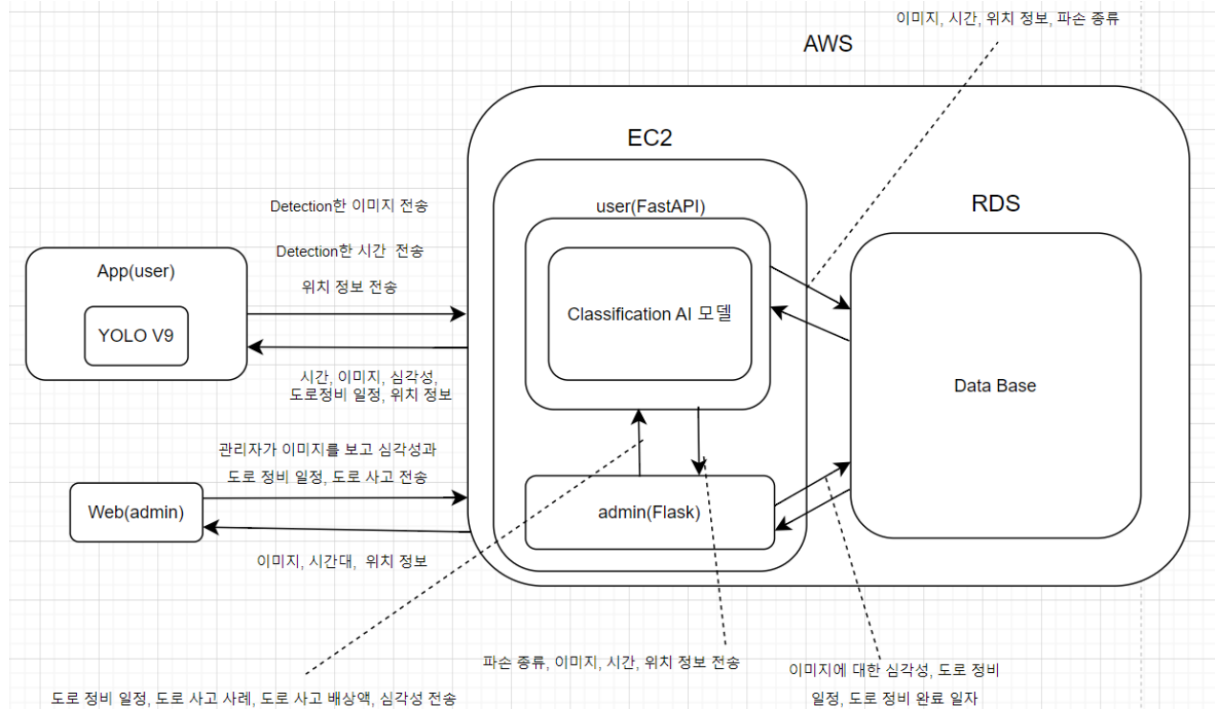 이미지, 시간, 위치 정보, 파손 종류
AWS
EC2
Detection한 이미지 전송
user(FastAPI)
RDS
Detection한 시간 전송
App(user)
위치 정보 전송
YOLO V9
Classification AI 모델
시간, 이미지, 심각성,
도로정비 일정, 위치 정보
Data Base
관리자가 이미지를 보고 심각성과
도로 정비 일정, 도로 사고 전송
Web(admin)
admin(Flask)
이미지, 시간대, 위치 정보
파손 종류, 이미지, 시간, 위치 정보 전송
이미지에 대한 심각성, 도로 정비
일정, 도로 정비 완료 일자
도로 정비 일정, 도로 사고 사례, 도로 사고 배상액, 심각성 전송